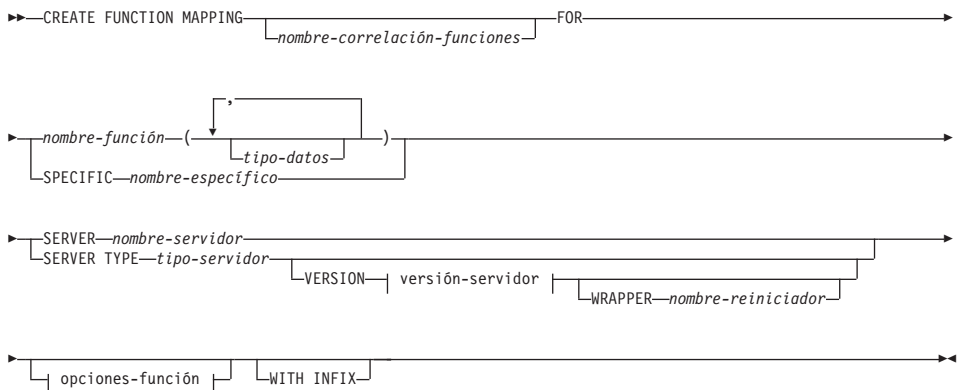 CREATE FUNCTION MAPPING FOR
nombre-correlación-funciones
,
nombre-función ( )
tipo-datos
SPECIFIC nombre-específico
SERVER nombre-servidor
SERVER TYPE tipo-servidor
VERSION versión-servidor
WRAPPER nombre-reiniciador
opciones-función WITH INFIX